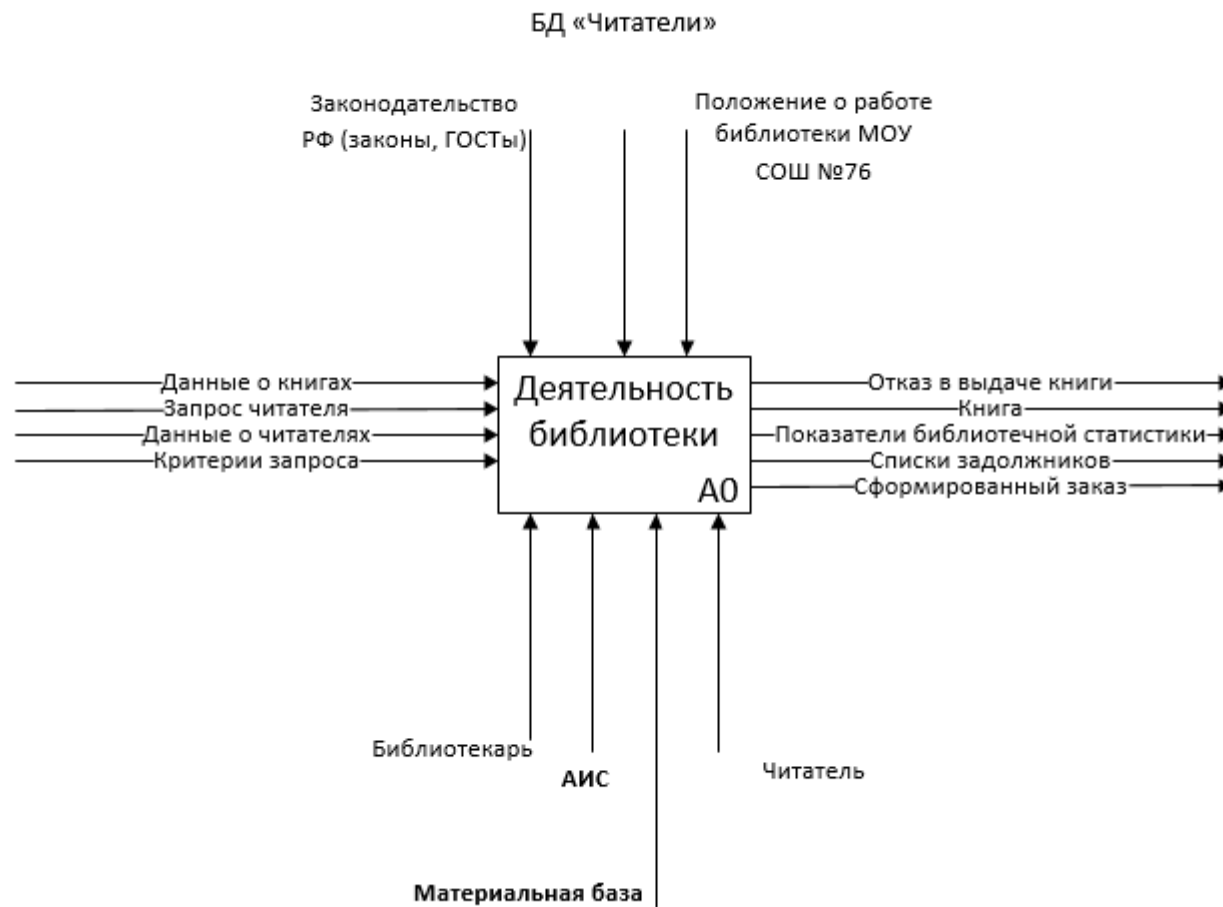 БД «Читатели»
Законодательство
РФ (законы, ГОСТы)
Положение о работе
библиотеки МОУ
СОШ №76
Данные о книгах
Запрос читателя
Данные о читателях
Критерии запроса
Деятельность
библиотеки
А0
Отказ в выдаче книги
Книга
Показатели библиотечной статистики
Списки задолжников
Сформированный заказ
Библиотекарь
АИС
Читатель
Материальная база